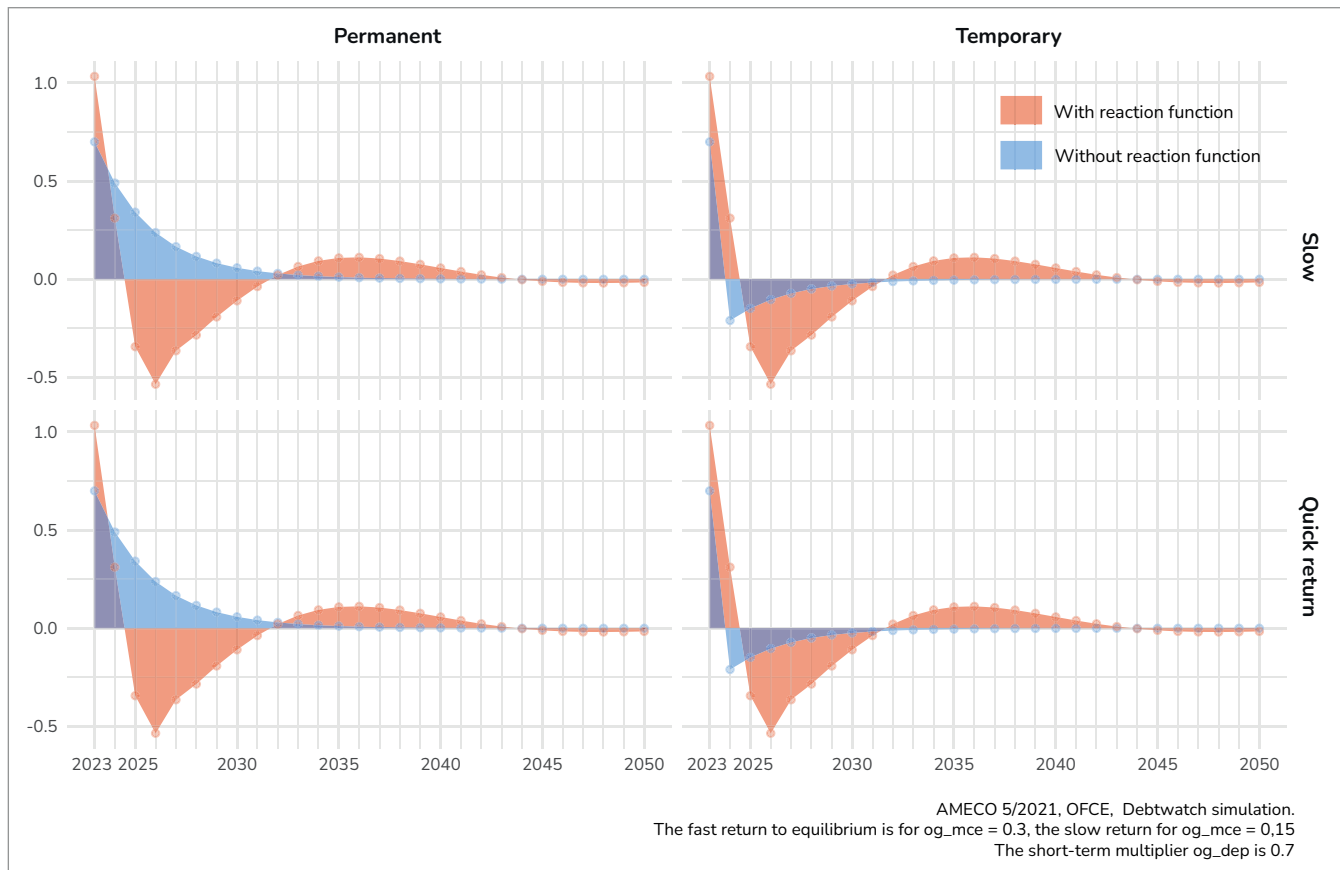 Permanent
Temporary
1.0
0.5
0.0
-0.5
With reaction function
Without reaction function
Slow
1.0
0.5
0.0
-0.5
Quick return
2023 2025 2030 2035 2040 2045 2050
2023 2025 2030 2035 2040 2045 2050
AMECO 5/2021, OFCE, Debtwatch simulation.
The fast return to equilibrium is for og_mce = 0.3, the slow return for og_mce = 0,15
The short-term multiplier og_dep is 0.7